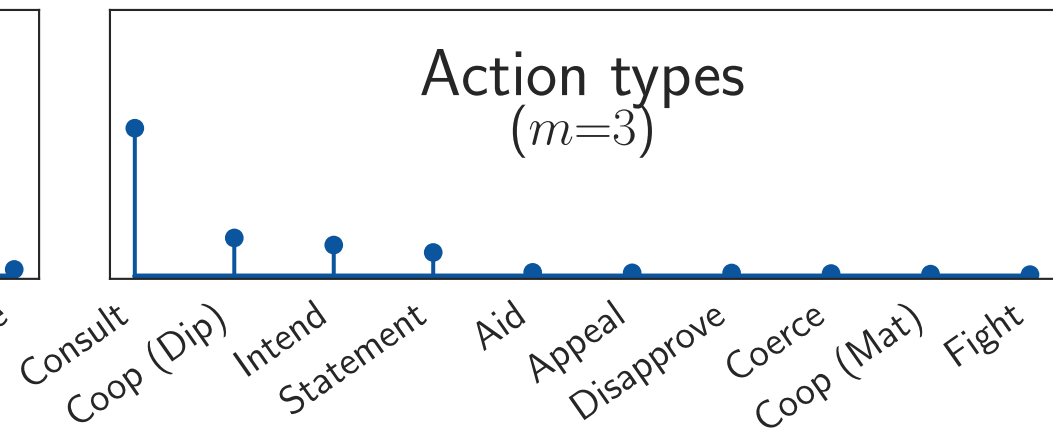 Action types
(m=3)
Consult
Coop (Dip)
Intend
Statement
Aid
Appeal
Disapprove
Coerce
Coop (Mat)
Fight